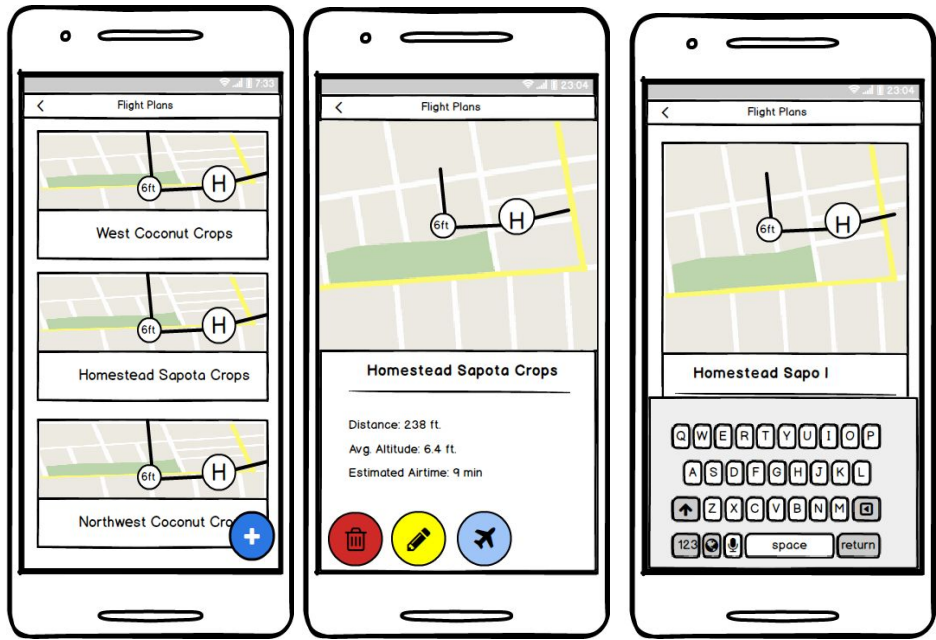 7:33
Flight Plans
6ft
H
West Coconut Crops
6ft
H
Homestead Sapota Crops
6ft
H
Northwest Coconut Cro
+
23:04
Flight Plans
6ft
H
Homestead Sapota Crops
Distance: 238 ft.
Avg. Altitude: 6.4 ft.
Estimated Airtime: 9 min
23:04
Flight Plans
6ft
H
Homestead Sapo l
Q W E R T Y U I O P
A S D F G H J K L
Z X C V B N M
123 space return